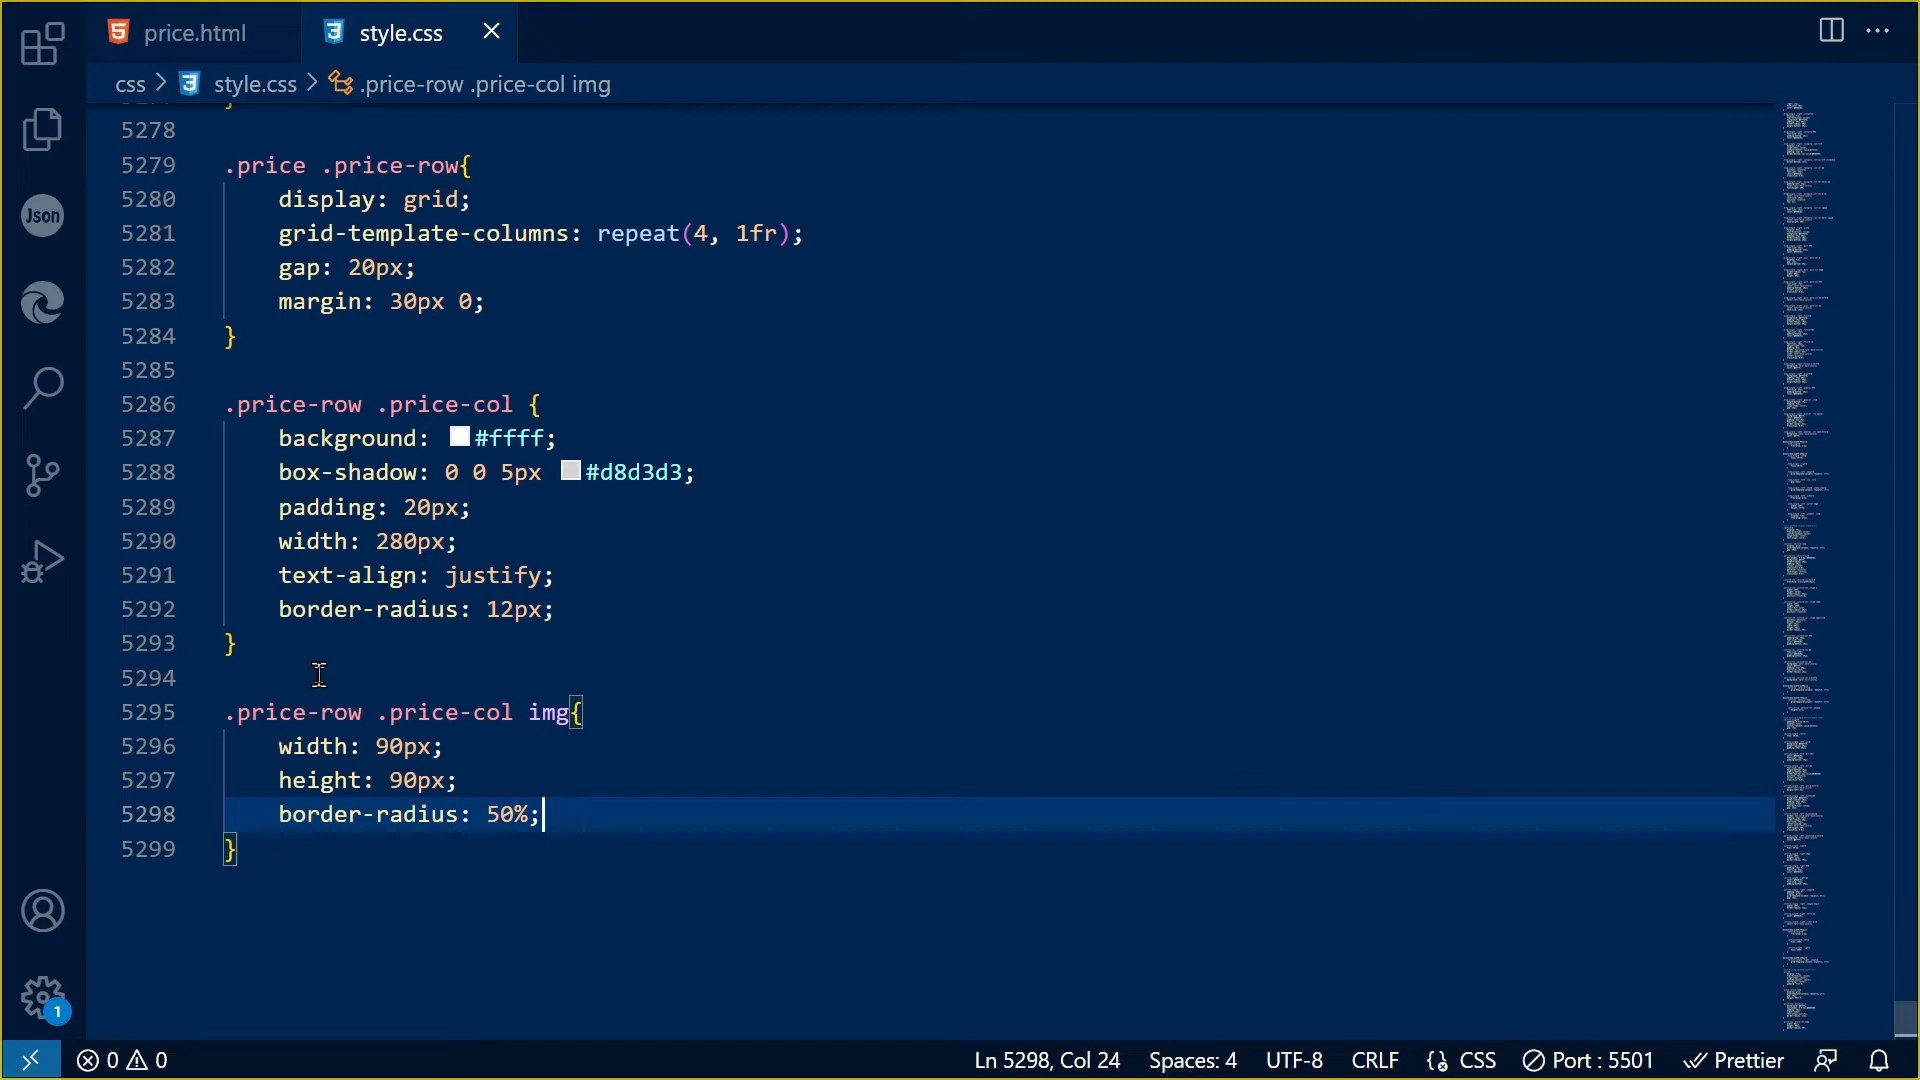 price.html
style.css
css > style.css > .price-row .price-col img
5278
5279 .price .price-row{
5280 display: grid;
5281 grid-template-columns: repeat(4, 1fr);
5282 gap: 20px;
5283 margin: 30px 0;
5284 }
5285
5286 .price-row .price-col {
5287 background: #ffff;
5288 box-shadow: 0 0 5px #d8d3d3;
5289 padding: 20px;
5290 width: 280px;
5291 text-align: justify;
5292 border-radius: 12px;
5293 }
5294
5295 .price-row .price-col img{
5296 width: 90px;
5297 height: 90px;
5298 border-radius: 50%;
5299 }
Json
1
0 0
Ln 5298, Col 24 Spaces: 4 UTF-8 CRLF CSS Port : 5501 Prettier